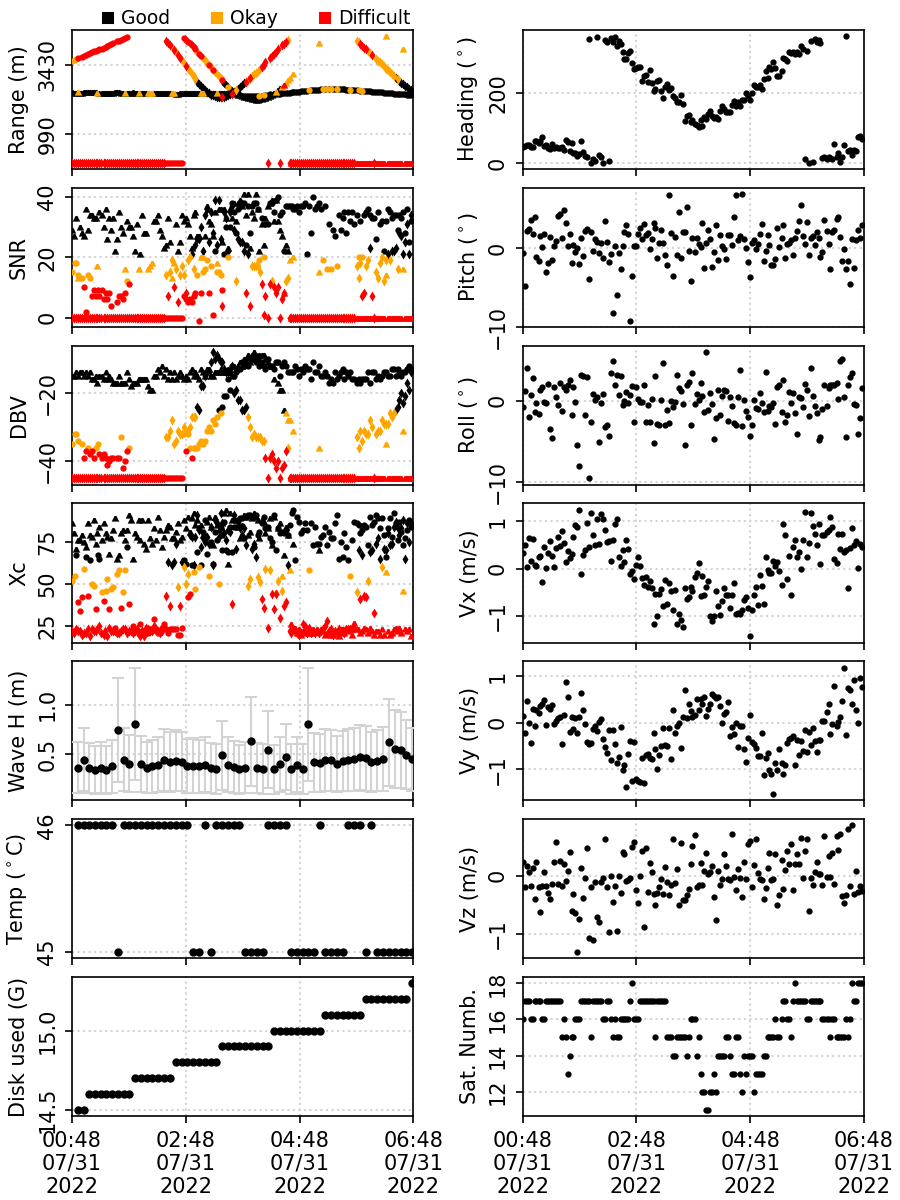 Good Okay Difficult
Range (m)
3430
990
Heading (°)
200
0
SNR
40
20
0
Pitch (°)
0
−10
DBV
−20
−40
Roll (°)
0
−10
Xc
75
50
25
Vx (m/s)
1
0
−1
Wave H (m)
1.0
0.5
Vy (m/s)
1
0
−1
Temp (°C)
46
45
Vz (m/s)
0
−1
Disk used (G)
15.0
14.5
Sat. Numb.
18
16
14
12
00:48 02:48 04:48 06:48
07/31 07/31 07/31 07/31
2022 2022 2022 2022
00:48 02:48 04:48 06:48
07/31 07/31 07/31 07/31
2022 2022 2022 2022